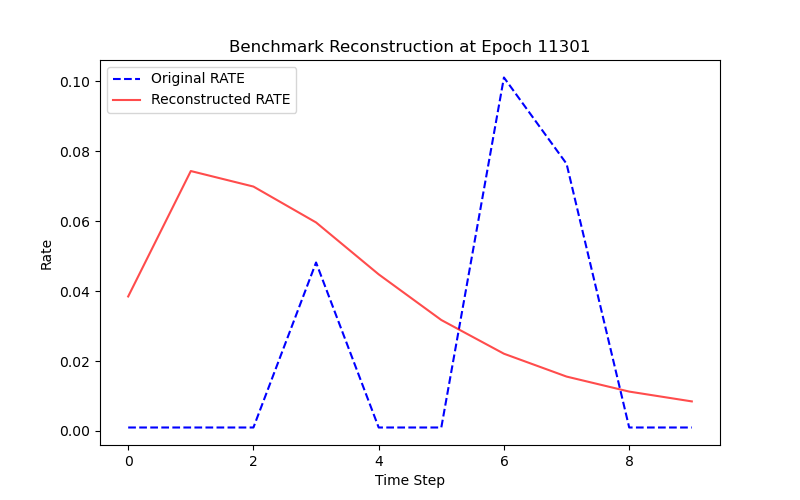 Benchmark Reconstruction at Epoch 11301
Original RATE
Reconstructed RATE
0.10
0.08
0.06
0.04
0.02
0.00
Rate
0 2 4 6 8
Time Step